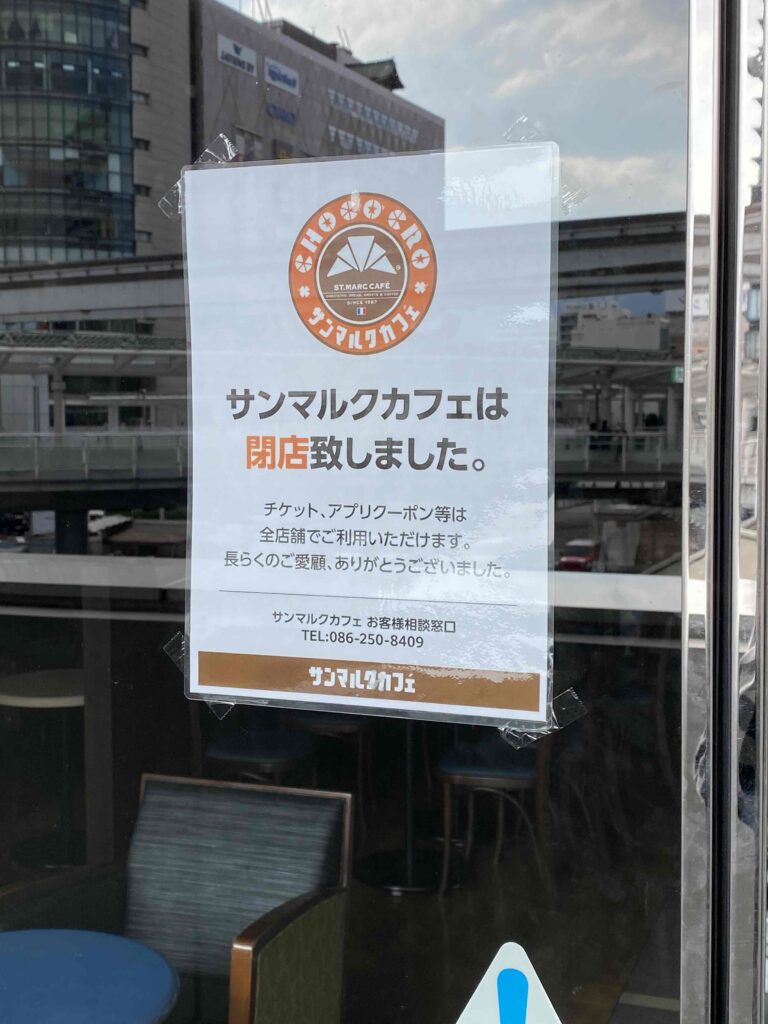 CHOCO CRO
ST.MARC CAFÉ
SINCE 1987
サンマルクカフェ
サンマルクカフェは
閉店致しました。
チケット、アプリクーポン等は
全店舗でご利用いただけます。
長らくのご愛顧、ありがとうございました。
サンマルクカフェ お客様相談窓口
TEL:086-250-8409
サンマルクカフェ